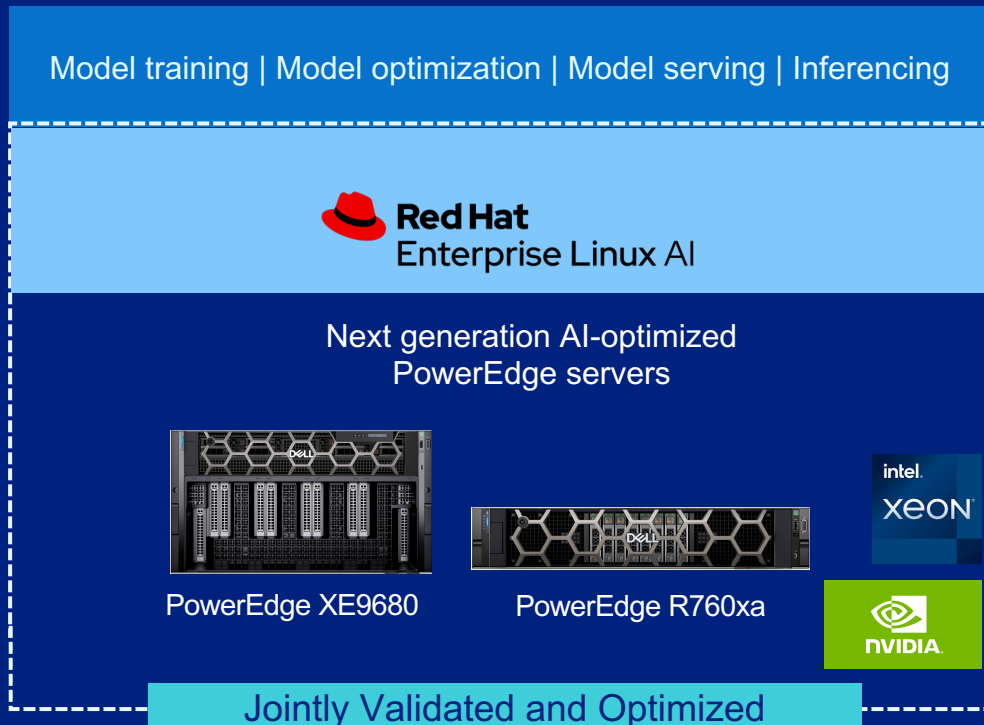 Model training | Model optimization | Model serving | Inferencing
Red Hat
Enterprise Linux AI
Next generation AI-optimized
PowerEdge servers
DELL
DELL
intel.
xeon
PowerEdge XE9680
PowerEdge R760xa
NVIDIA.
Jointly Validated and Optimized